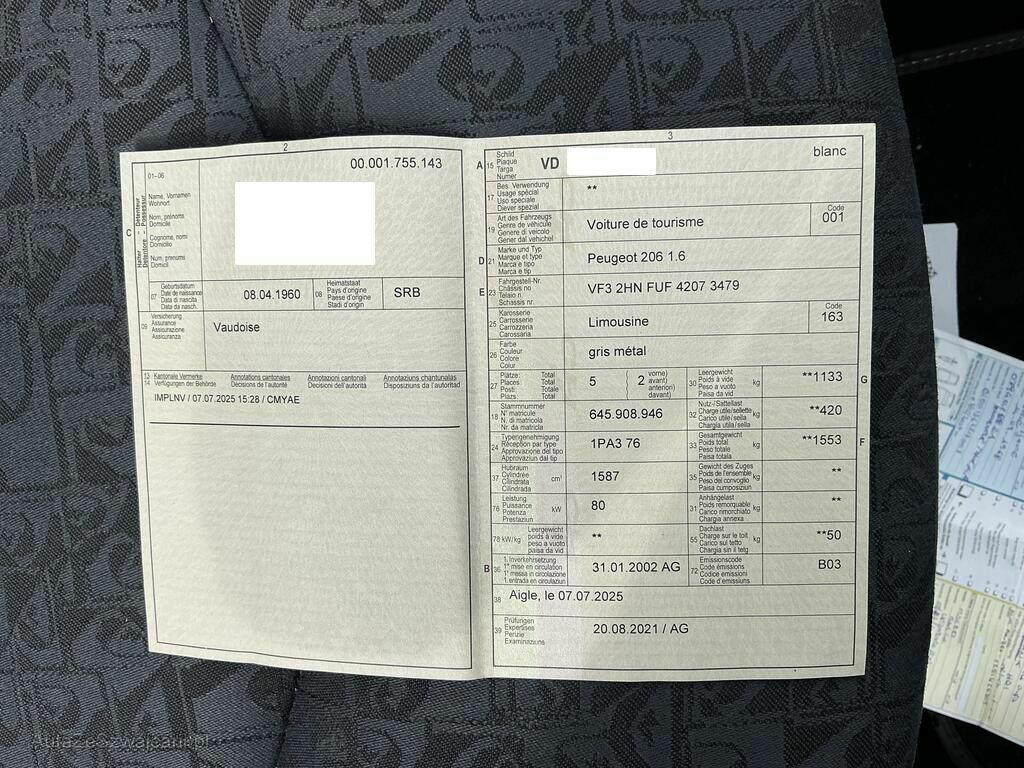 2
00.001.755.143
01–06
Name, Vornamen
Wohnort
Nom, prénoms
Domicile
Cognome, nomi
Domicilio
Num, prenums
Domicil
C
Halter - Détenteur
Detentore - Possessur
07
Geburtsdatum
Date de naissance
Data di nascita
Data da nasch.
08.04.1960
08
Heimatstaat
Pays d'origine
Paese d'origine
Stadi d'origin
SRB
09
Versicherung
Assurance
Assicurazione
Assicuranza
Vaudoise
13
14
Kantonale Vermerke
Verfügungen der Behörde
Annotations cantonales
Décisions de l'autorité
Annotazioni cantonali
Decisioni dell'autorità
Annotaziuns chantunalas
Disposiziuns da l'autoritad
IMPLNV / 07.07.2025 15:28 / CMYAE
3
A
15
Schild
Plaque
Targa
Numer
VD
blanc
17
Bes. Verwendung
Usage spécial
Uso speciale
Diever spezial
**
19
Art des Fahrzeugs
Genre de véhicule
Genere di veicolo
Gener dal vehichel
Voiture de tourisme
Code
001
D
21
Marke und Typ
Marque et type
Marca e tipo
Marca e tip
Peugeot 206 1.6
E
23
Fahrgestell-Nr.
Châssis no
Telaio n.
Schassis nr.
VF3 2HN FUF 4207 3479
25
Karosserie
Carrosserie
Carrozzeria
Carossaria
Limousine
Code
163
26
Farbe
Couleur
Colore
Colur
gris métal
27
Plätze: Total
Places Total
Posti: Totale
Plazs: Total
5
2
vorne)
avant)
anteriori)
davant)
30
Leergewicht
Poids à vide
Peso a vuoto
Paisa da vid
kg
**1133
G
18
Stammnummer
N° matricule
N. di matricola
Nr. da matricla
645.908.946
32
Nutz-/Sattellast
Charge utile/sellette
Carico utile/sella
Chargia utila/sella
kg
**420
24
Typengenehmigung
Réception par type
Approvazione del tipo
Approvaziun dal tip
1PA3 76
33
Gesamtgewicht
Poids total
Peso totale
Paisa totala
kg
**1553
F
37
Hubraum
Cylindrée
Cilindrata
Cilindrada
cm³
1587
35
Gewicht des Zuges
Poids de l'ensemble
Peso del convoglio
Paisa cumposiziun
kg
**
76
Leistung
Puissance
Potenza
Prestaziun
kW
80
31
Anhängelast
Poids remorquable
Carico rimorchiato
Chargia annexa
kg
**
78 kW/kg
Leergewicht
poids à vide
peso a vuoto
paisa da vid
**
55
Dachlast
Charge sur le toit
Carico sul tetto
Chargia sin il tetg
kg
**50
B
36
1. Inverkehrsetzung
1re mise en circulation
1a messa in circolazione
1. entrada en circulaziun
31.01.2002 AG
72
Emissionscode
Code émissions
Codice emissioni
Code d'emissiuns
B03
38
Aigle, le 07.07.2025
39
Prüfungen
Expertises
Perizie
Examinaziuns
20.08.2021 / AG